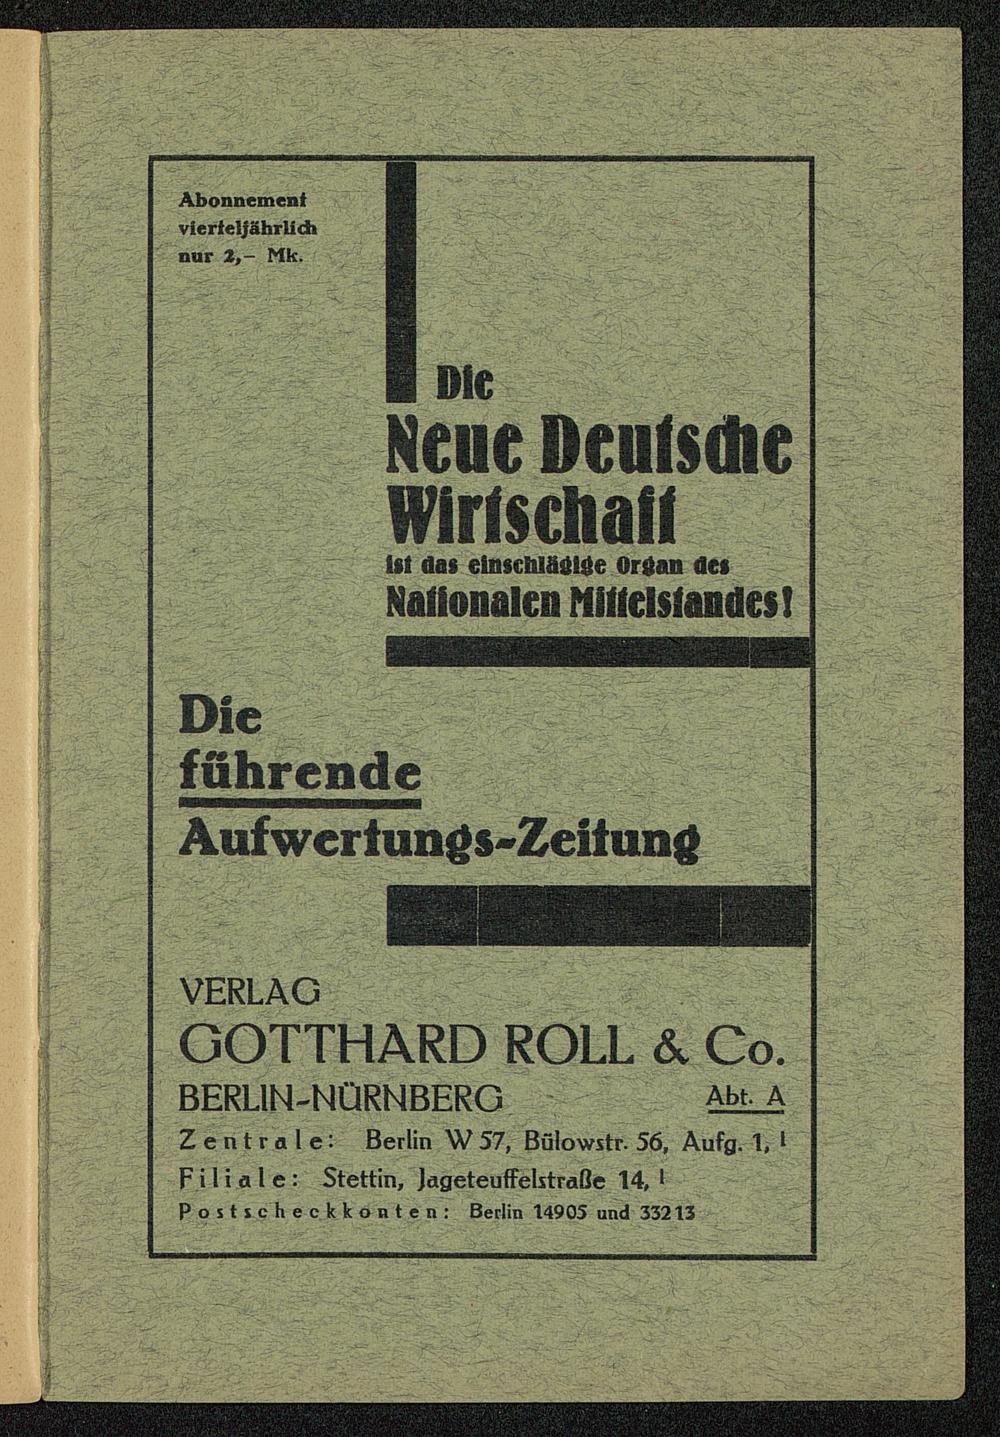 Abonnement
vierteljährlich
nur 2,- Mk.
Die
Neue Deutsche
Wirtschaft
ist das einschlägige Organ des
Nationalen Mittelstandes!
Die
führende
Aufwertungs-Zeitung
VERLAG
GOTTHARD ROLL & Co.
BERLIN-NÜRNBERG Abt. A
Zentrale: Berlin W 57, Bülowstr. 56, Aufg. 1, I
Filiale: Stettin, Jageteuffelstraße 14, I
Postscheckkonten: Berlin 14905 und 33213